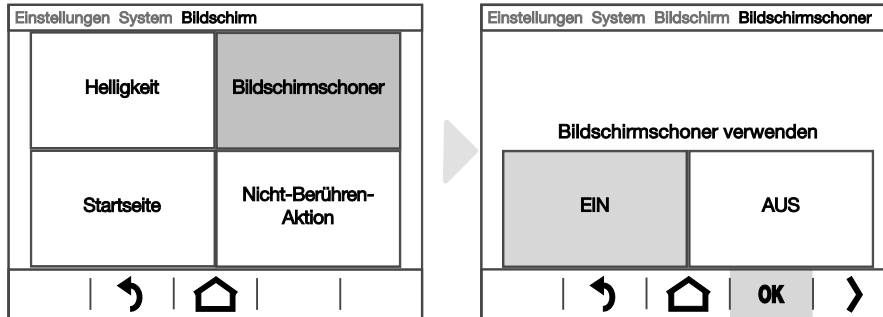 Einstellungen System Bildschirm
Helligkeit
Bildschirmschoner
Startseite
Nicht-Berühren-
Aktion
Einstellungen System Bildschirm Bildschirmschoner
Bildschirmschoner verwenden
EIN
AUS
OK